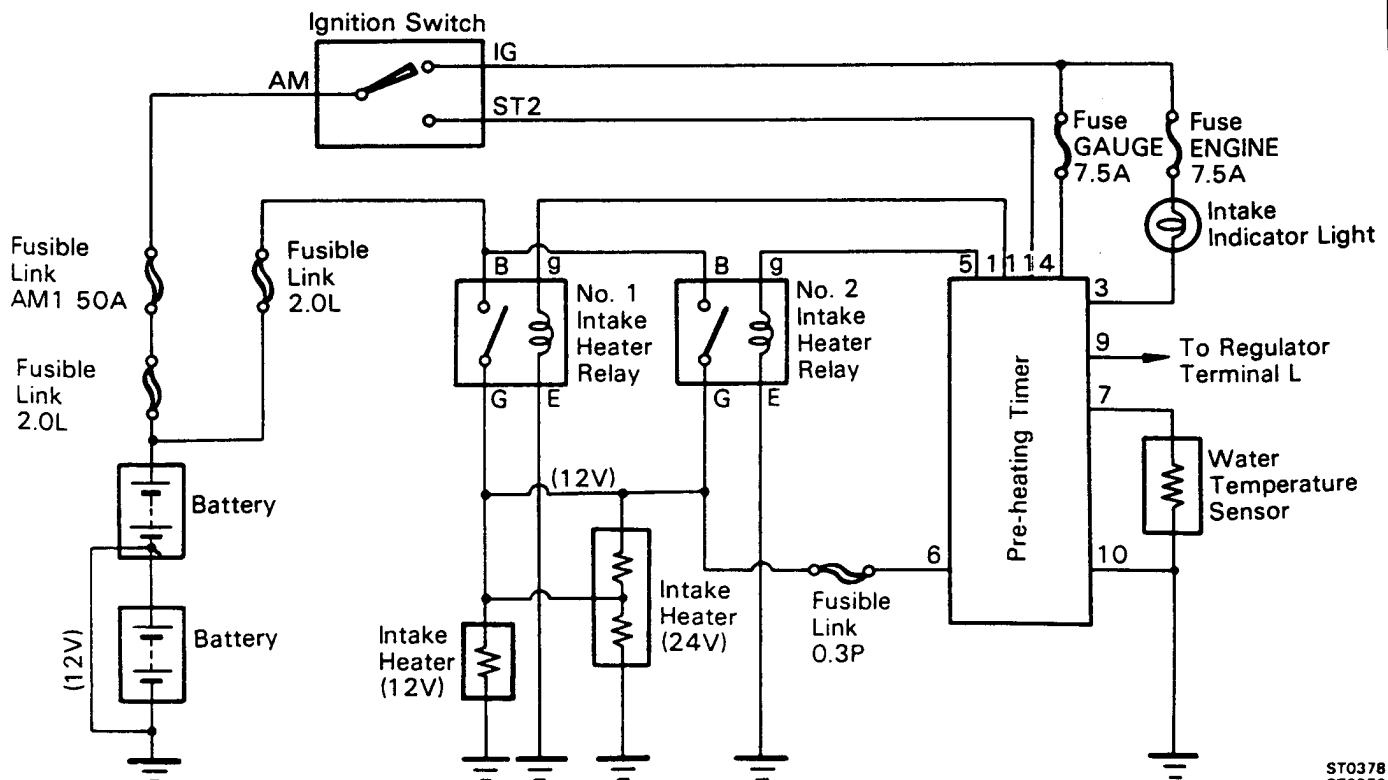 Ignition Switch
AM
IG
ST2
Fuse
GAUGE
7.5A
Fuse
ENGINE
7.5A
Intake
Indicator Light
Fusible
Link
AM1 50A
Fusible
Link
2.0L
Fusible
Link
2.0L
B
g
No. 1
Intake
Heater
Relay
G
E
B
g
No. 2
Intake
Heater
Relay
G
E
5
1
11
4
3
9
To Regulator
Terminal L
7
Pre-heating Timer
Water
Temperature
Sensor
6
10
Battery
Battery
(12V)
(12V)
Intake
Heater
(12V)
Intake
Heater
(24V)
Fusible
Link
0.3P
ST0378